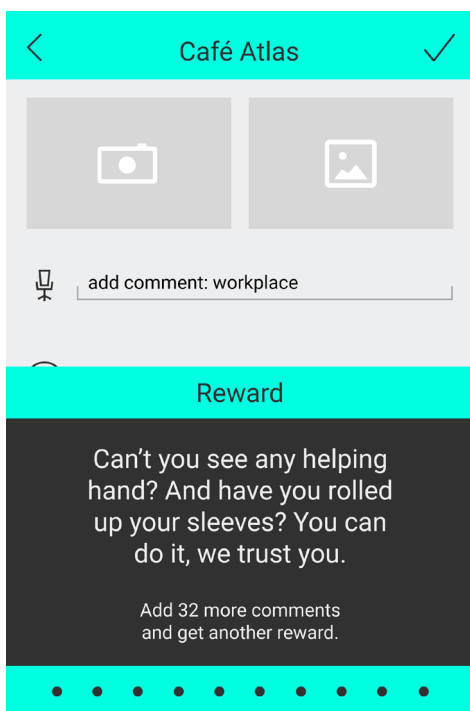 Café Atlas
add comment: workplace
Reward
Can't you see any helping
hand? And have you rolled
up your sleeves? You can
do it, we trust you.
Add 32 more comments
and get another reward.